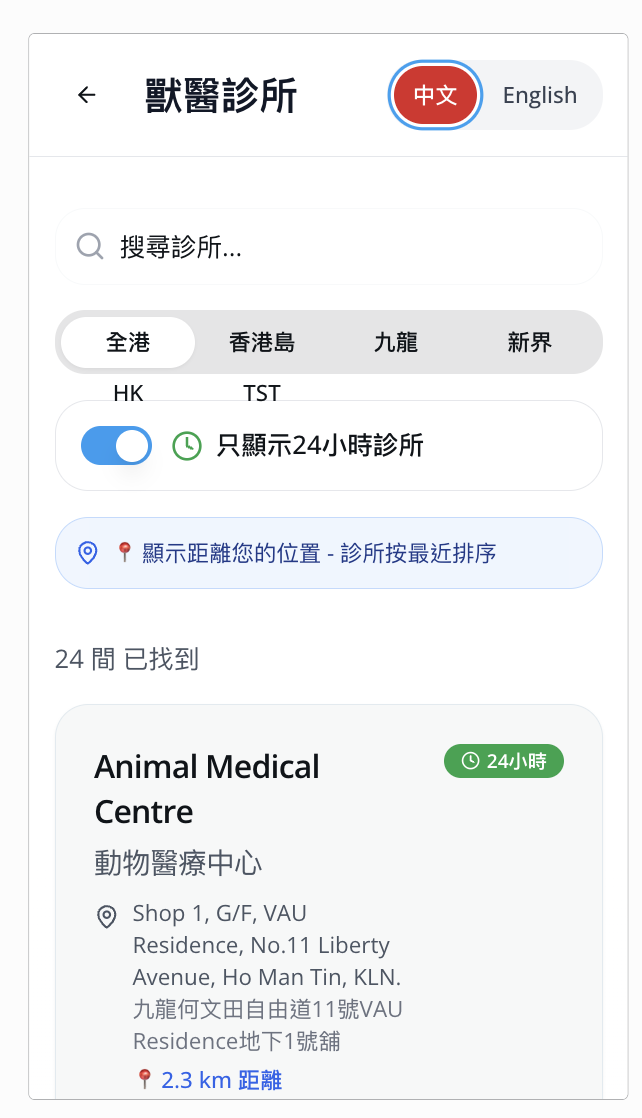 獸醫診所
中文 English
搜尋診所...
全港 香港島 九龍 新界
HK TST
只顯示24小時診所
📍 顯示距離您的位置 - 診所按最近排序
24 間 已找到
Animal Medical
Centre
24小時
動物醫療中心
Shop 1, G/F, VAU
Residence, No.11 Liberty
Avenue, Ho Man Tin, KLN.
九龍何文田自由道11號VAU
Residence地下1號舖
📍 2.3 km 距離